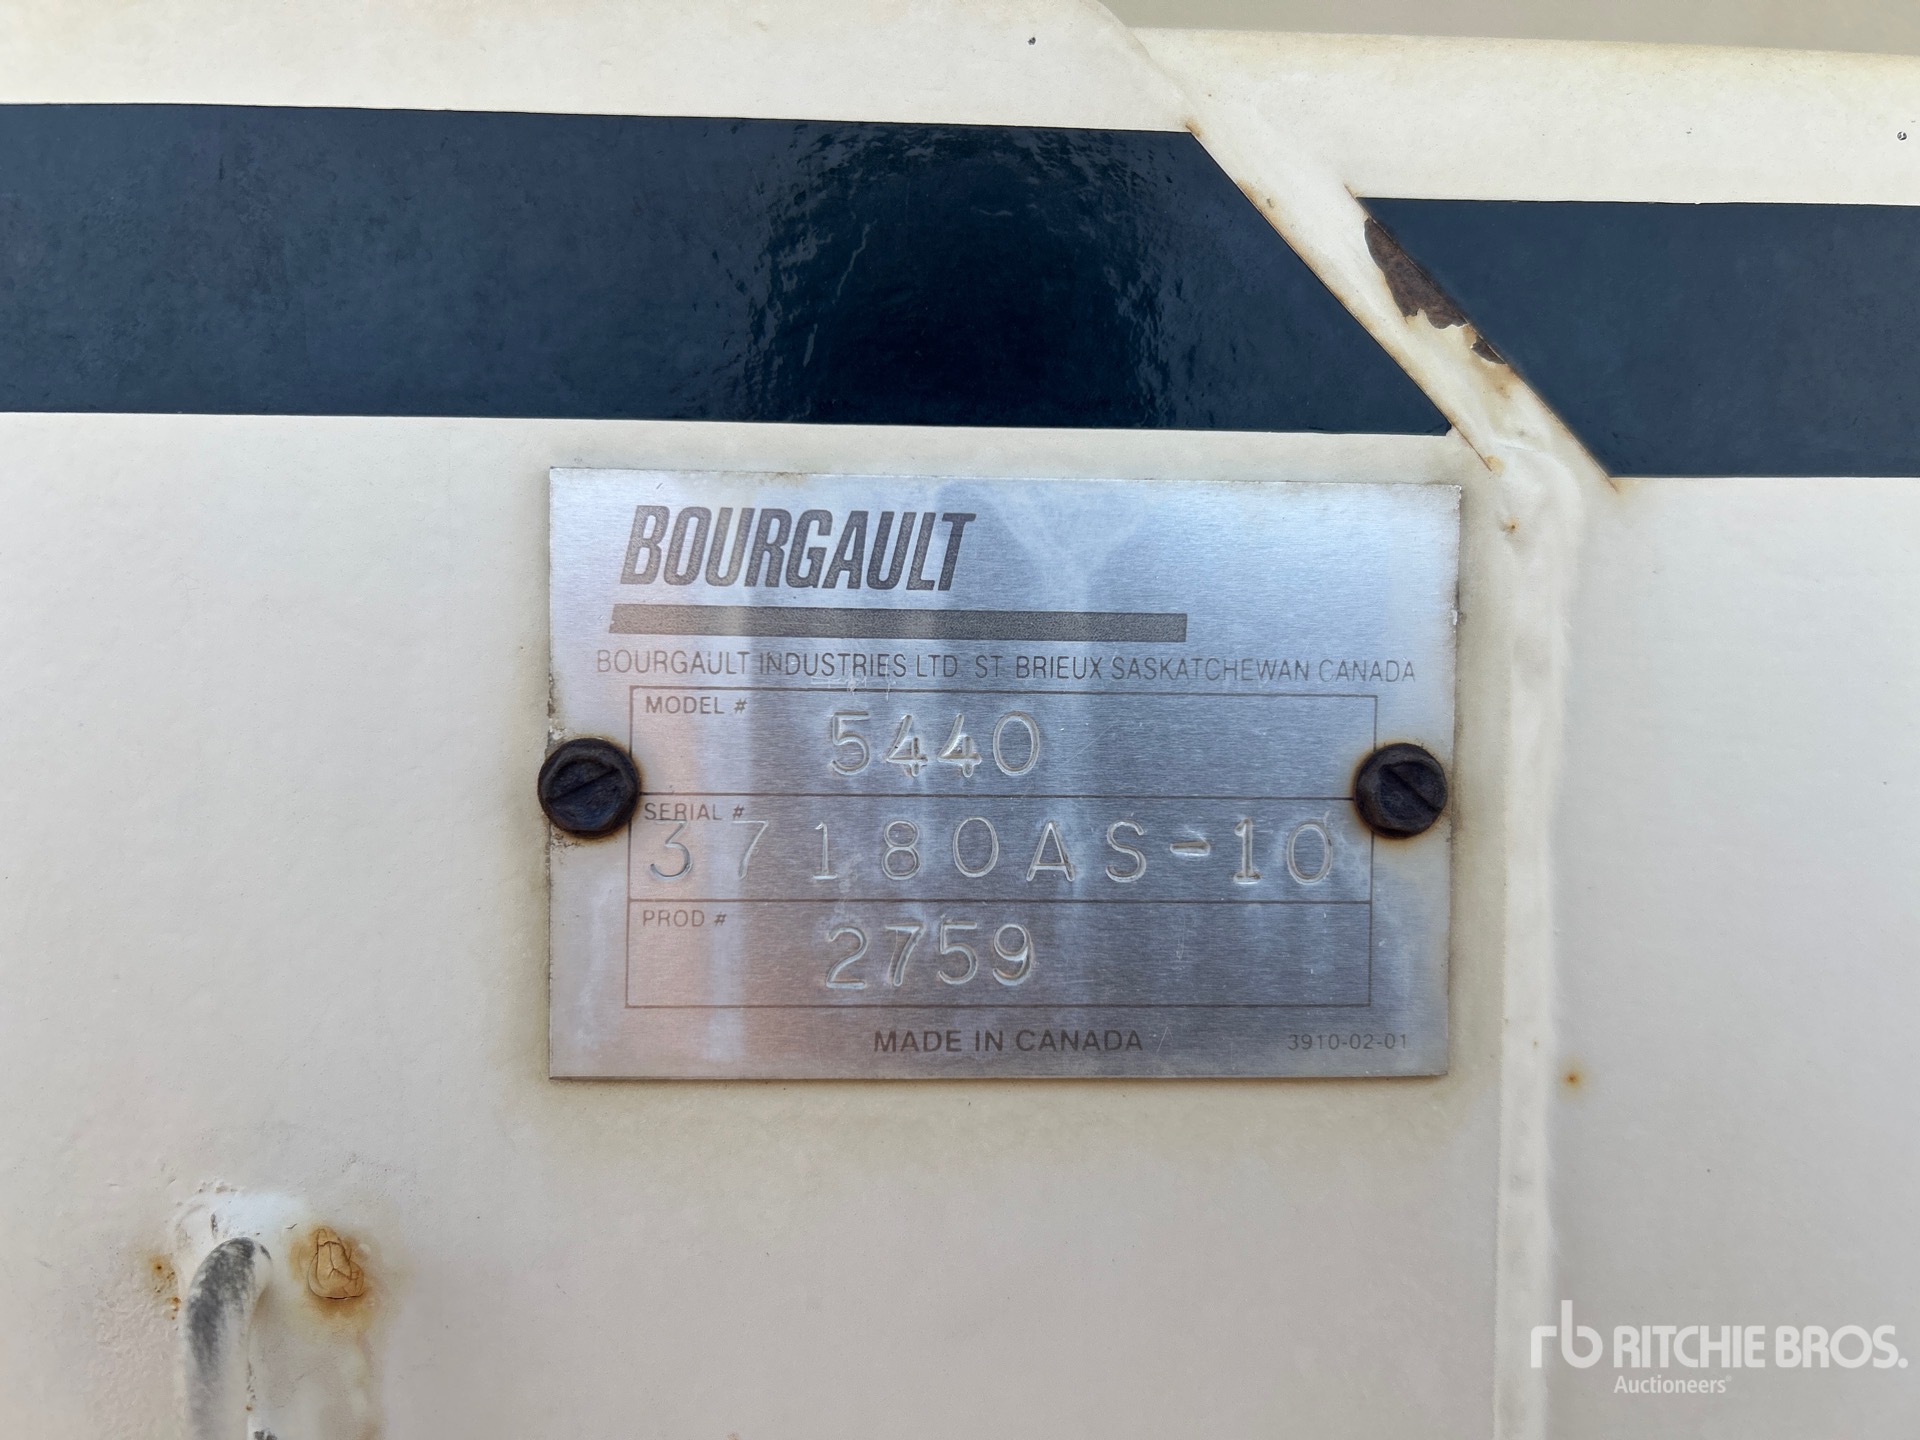 BOURGAULT
BOURGAULT INDUSTRIES LTD ST BRIEUX SASKATCHEWAN CANADA
MODEL # 5440
SERIAL # 37180AS-10
PROD # 2759
MADE IN CANADA 3910-02-01
rb RITCHIE BROS.
Auctioneers